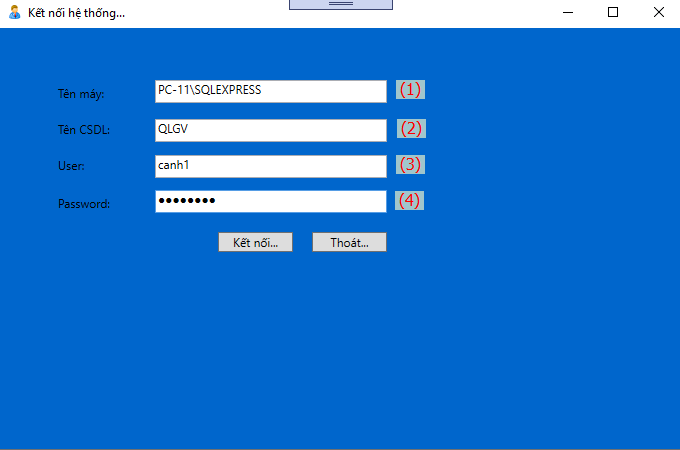 Kết nối hệ thống...
Tên máy: PC-11\SQLEXPRESS (1)
Tên CSDL: QLGV (2)
User: canh1 (3)
Password: •••••••• (4)
Kết nối... Thoát...